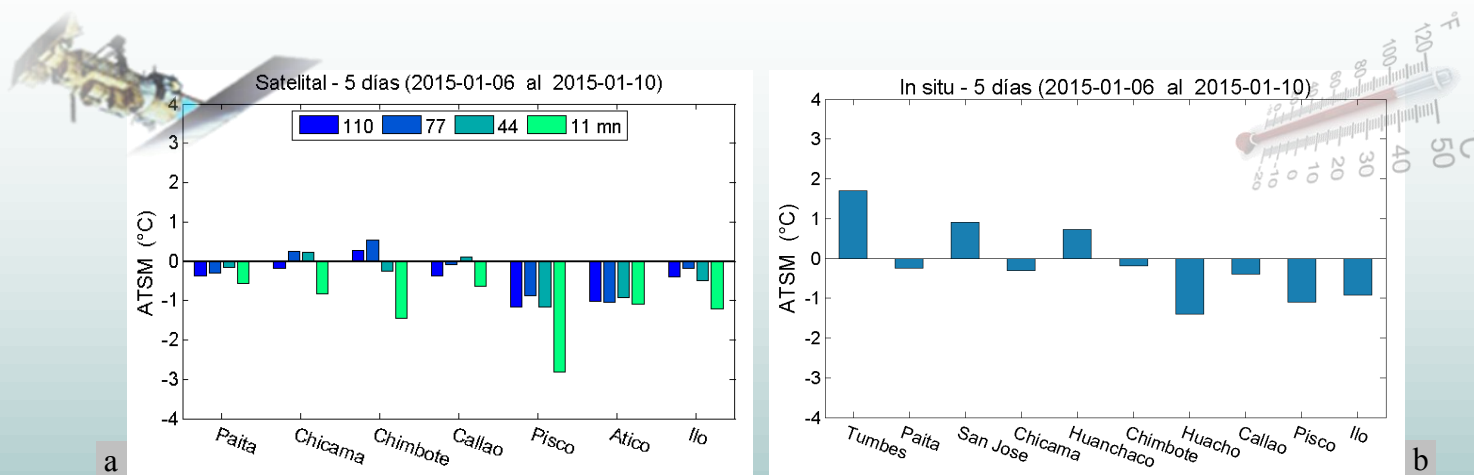 Satelital - 5 días (2015-01-06 al 2015-01-10)
110 77 44 11 mn
ATSM (°C)
4
3
2
1
0
-1
-2
-3
-4
Paita Chicama Chimbote Callao Pisco Atico Ilo
a
In situ - 5 días (2015-01-06 al 2015-01-10)
ATSM (°C)
4
3
2
1
0
-1
-2
-3
-4
Tumbes Paita San Jose Chicama Huanchaco Chimbote Huacho Callao Pisco Ilo
b
°F
120
100
80
60
40
-20 -10 0 10 20 30 40 50
C